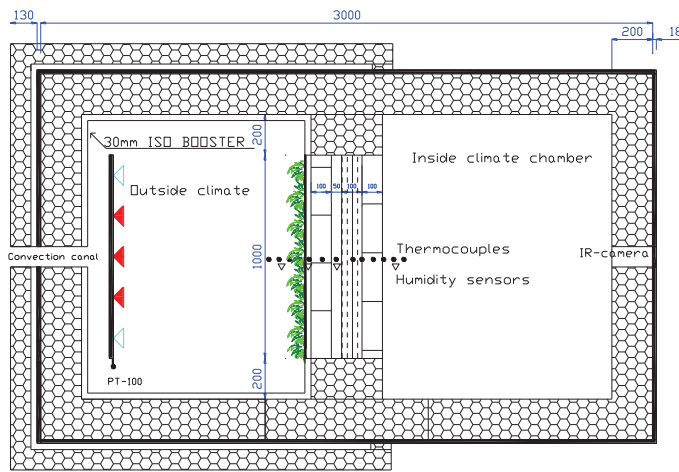 130
3000
200
18
200
30mm ISO BOOSTER
Inside climate chamber
Outside climate
100
50
100
100
Thermocouples
IR-camera
Convection canal
1000
Humidity sensors
PT-100
200